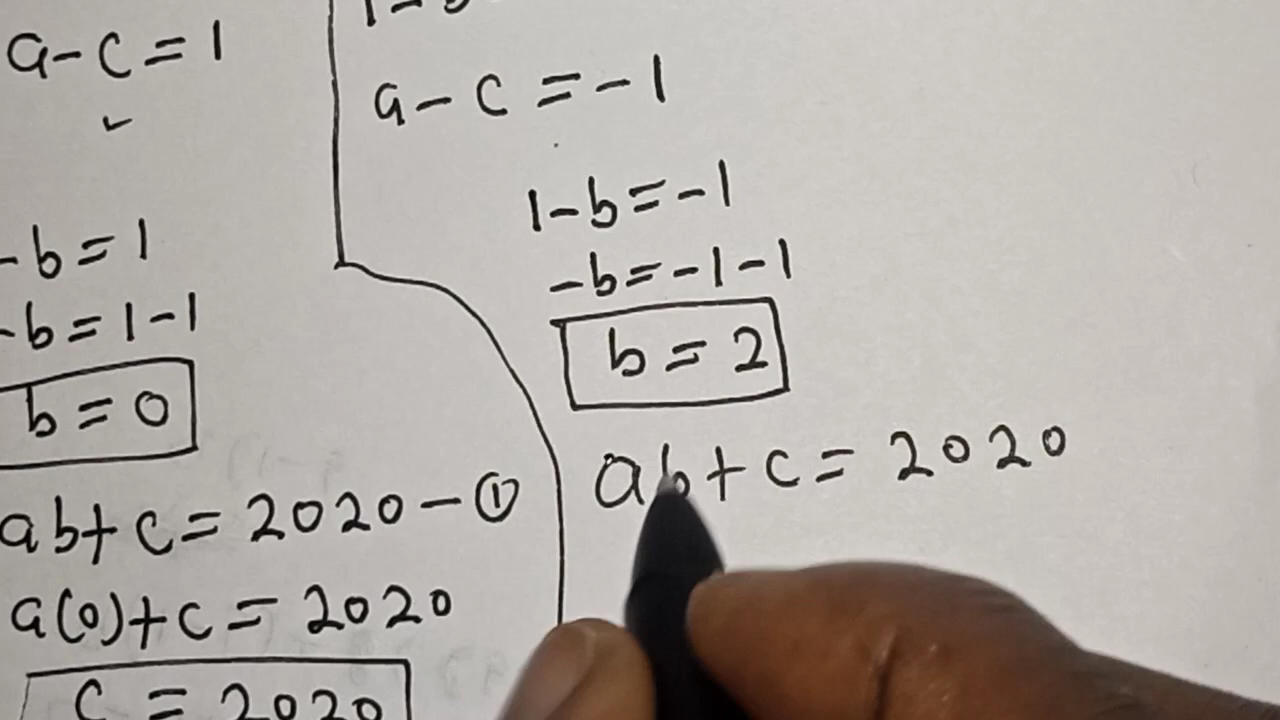 a-c=1
a-c=-1
-b=1
-b=1-1
b=0
ab+c=2020-①
a(0)+c=2020
c=2020
1-b=-1
-b=-1-1
b=2
ab+c=2020